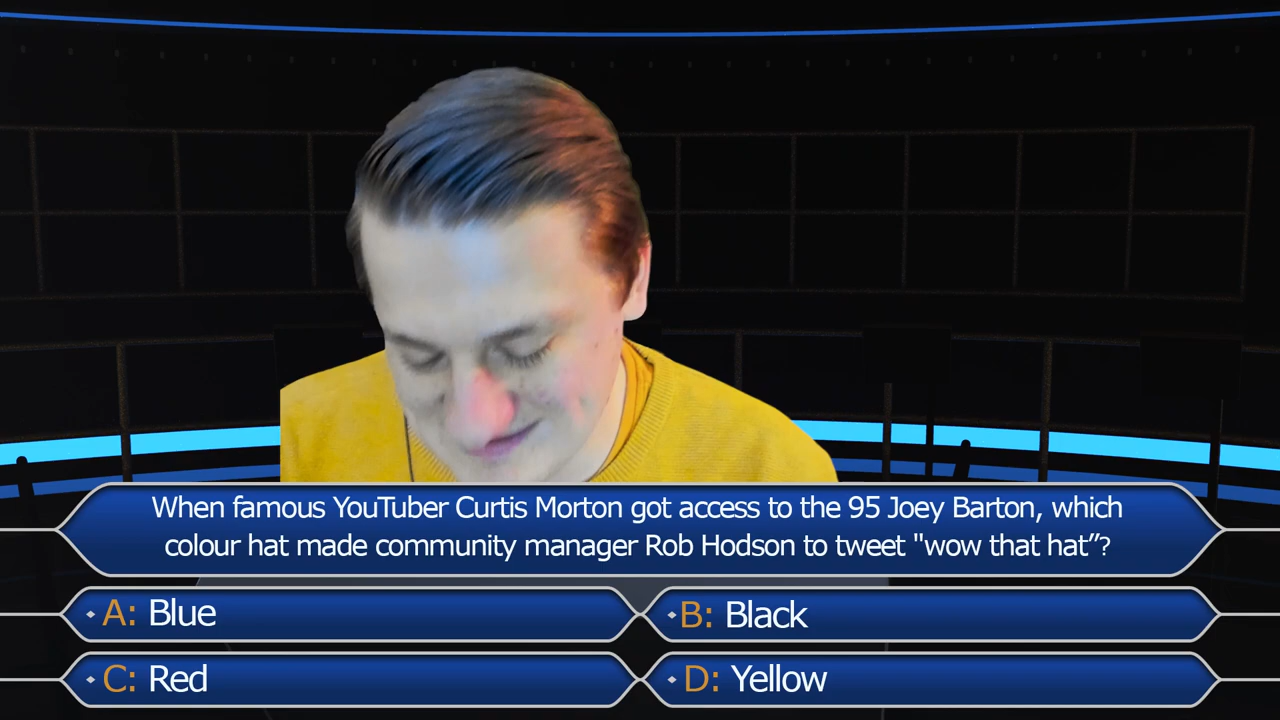 When famous YouTuber Curtis Morton got access to the 95 Joey Barton, which
colour hat made community manager Rob Hodson to tweet "wow that hat”?
A: Blue
B: Black
C: Red
D: Yellow